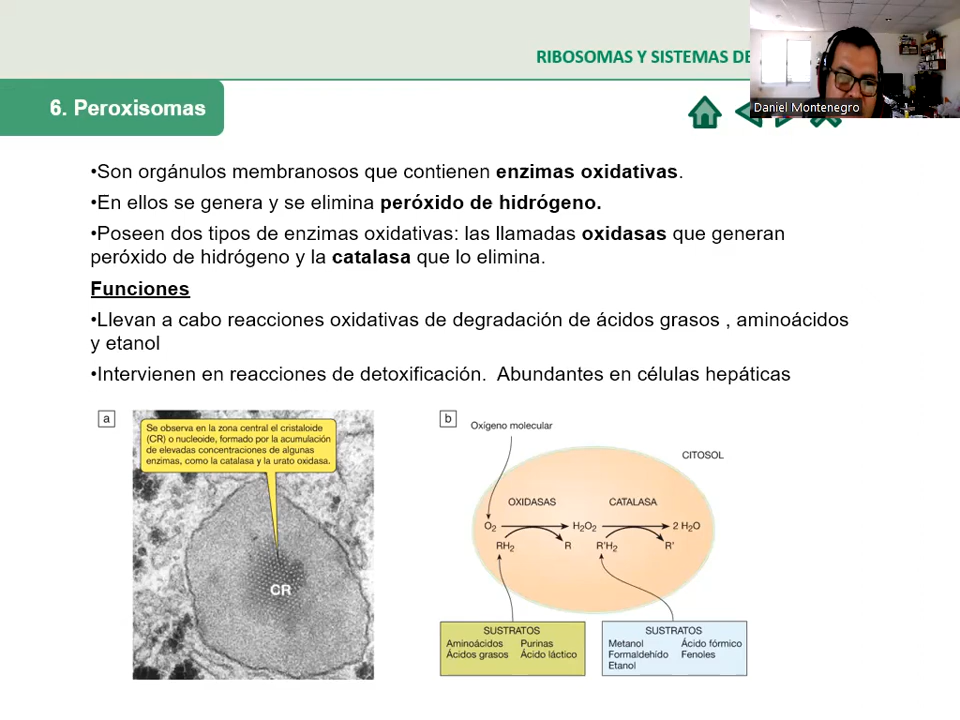 RIBOSOMAS Y SISTEMAS DE
Daniel Montenegro
6. Peroxisomas
•Son orgánulos membranosos que contienen enzimas oxidativas.
•En ellos se genera y se elimina peróxido de hidrógeno.
•Poseen dos tipos de enzimas oxidativas: las llamadas oxidasas que generan
peróxido de hidrógeno y la catalasa que lo elimina.
Funciones
•Llevan a cabo reacciones oxidativas de degradación de ácidos grasos , aminoácidos
y etanol
•Intervienen en reacciones de detoxificación.  Abundantes en células hepáticas
a
Se observa en la zona central el cristaloide
(CR) o nucleoide, formado por la acumulación
de elevadas concentraciones de algunas
enzimas, como la catalasa y la urato oxidasa.
CR
b
Oxígeno molecular
CITOSOL
OXIDASAS CATALASA
O₂ H₂O₂ 2 H₂O
RH₂ R R'H₂ R'
SUSTRATOS
Aminoácidos Purinas
Ácidos grasos Ácido láctico
SUSTRATOS
Metanol Ácido fórmico
Formaldehído Fenoles
Etanol